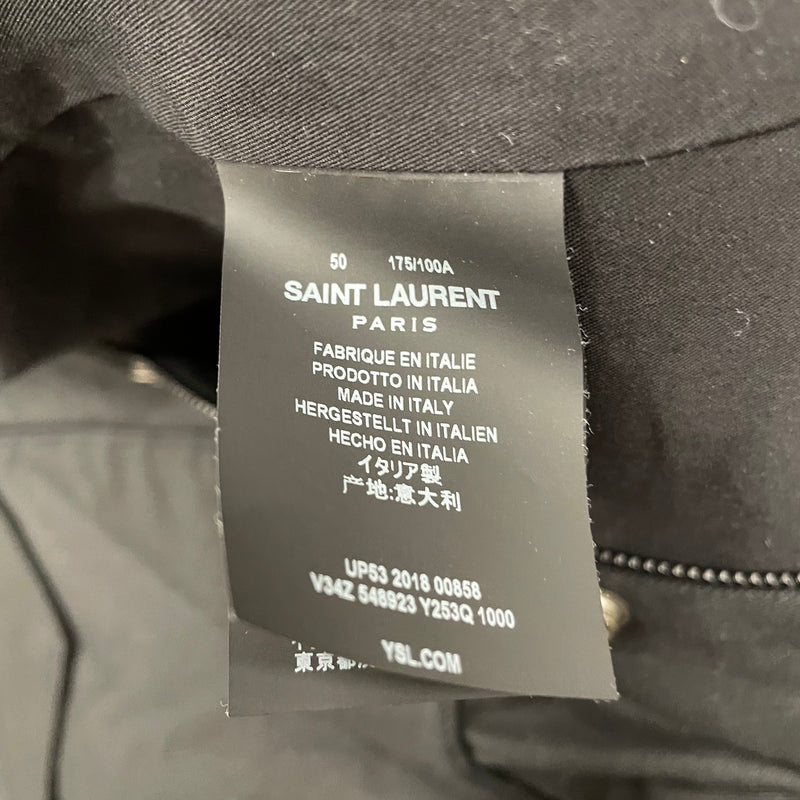 50 175/100A
SAINT LAURENT
PARIS
FABRIQUE EN ITALIE
PRODOTTO IN ITALIA
MADE IN ITALY
HERGESTELLT IN ITALIEN
HECHO EN ITALIA
イタリア製
产地:意大利
UP53 2018 00858
V34Z 548923 Y253Q 1000
YSL.COM
東京都